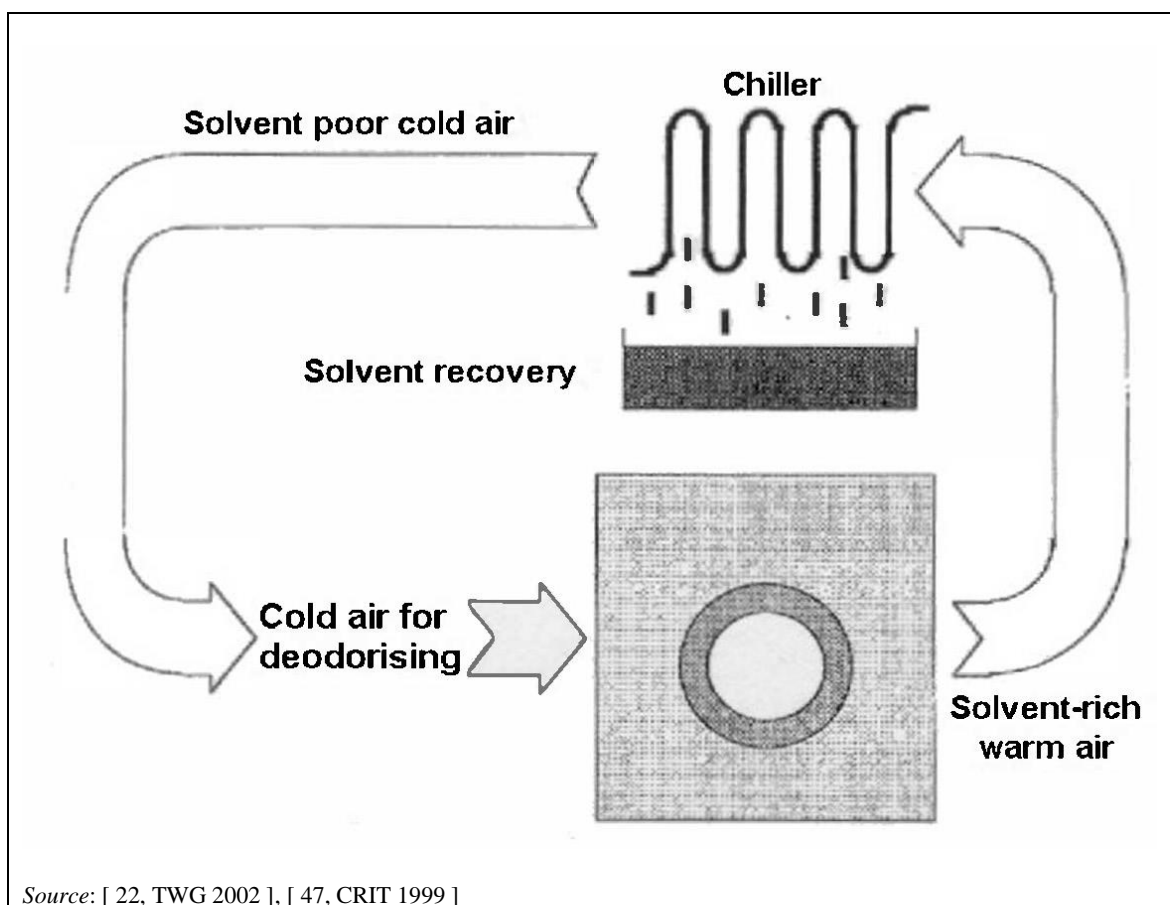 Chiller
Solvent poor cold air
Solvent recovery
Cold air for
deodorising
Solvent-rich
warm air
Source: [ 22, TWG 2002 ], [ 47, CRIT 1999 ]